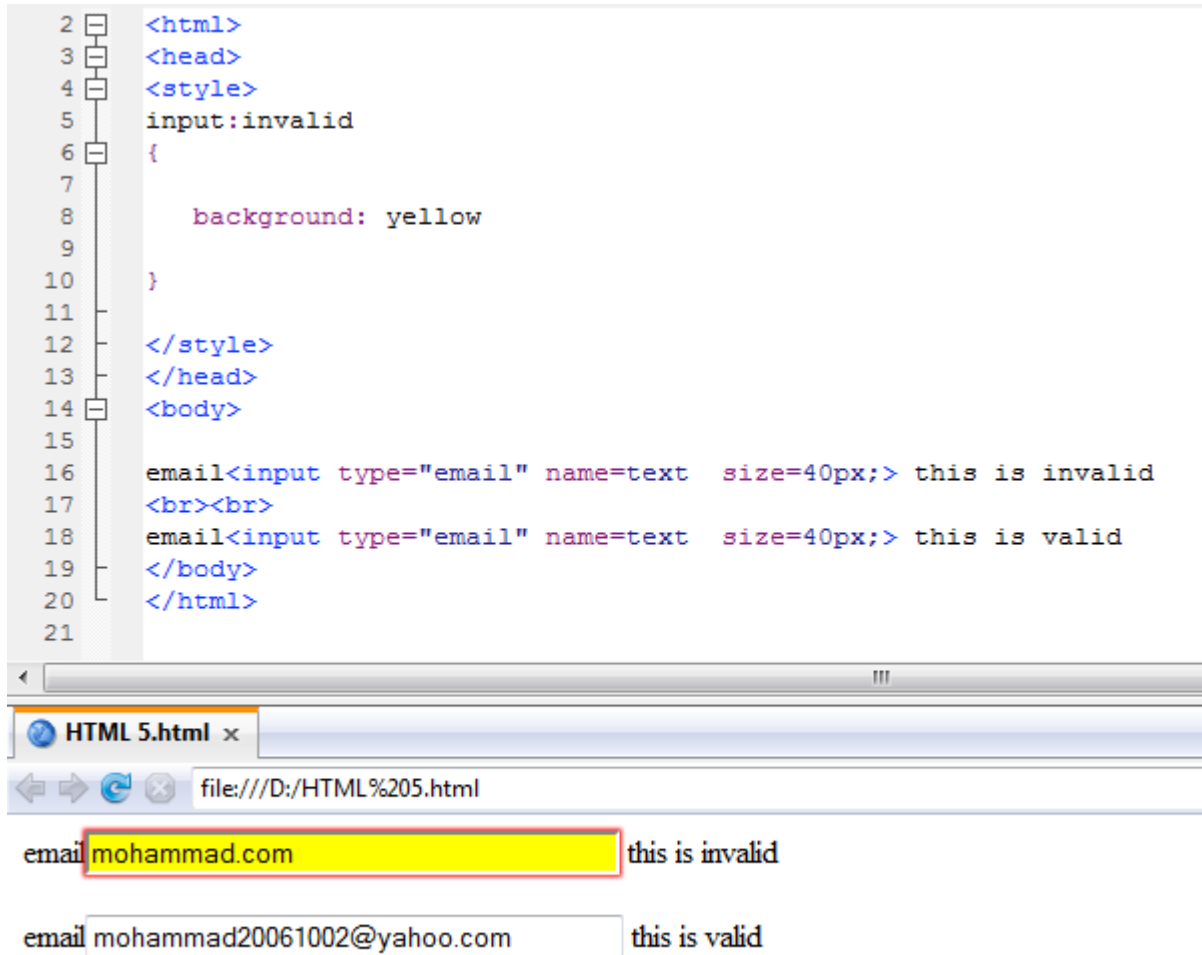 2 <html>
3 <head>
4 <style>
5 input:invalid
6 {
7
8 background: yellow
9
10 }
11
12 </style>
13 </head>
14 <body>
15
16 email<input type="email" name=text  size=40px;> this is invalid
17 <br><br>
18 email<input type="email" name=text  size=40px;> this is valid
19 </body>
20 </html>
21
HTML 5.html x
file:///D:/HTML%205.html
email mohammad.com this is invalid
email mohammad20061002@yahoo.com this is valid